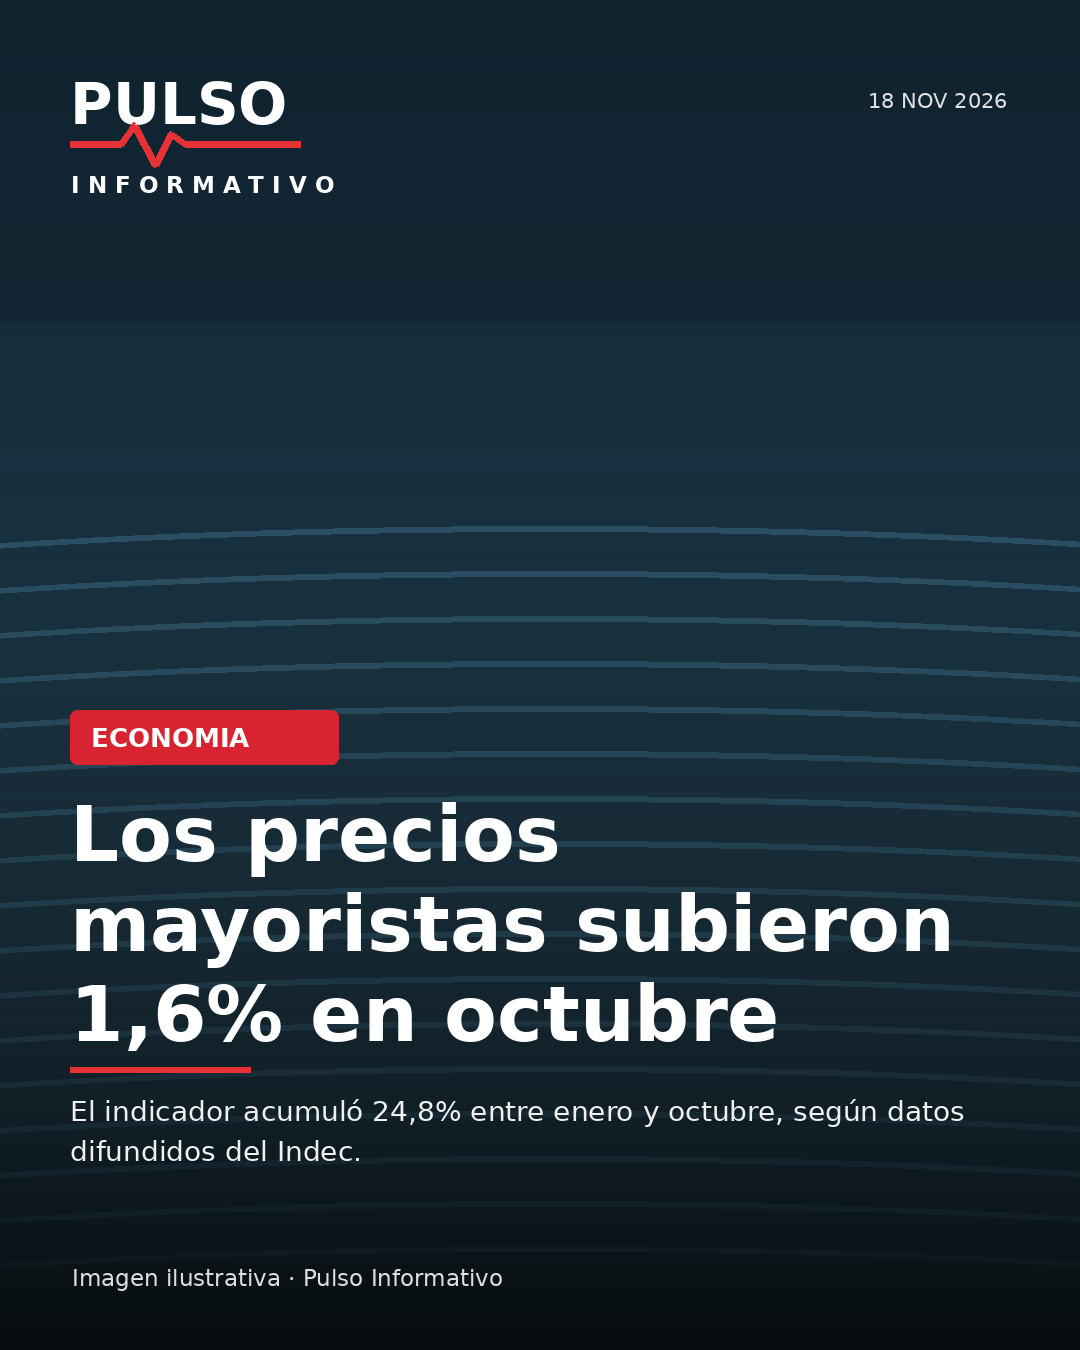 PULSO
INFORMATIVO
18 NOV 2026
ECONOMIA
Los precios
mayoristas subieron
1,6% en octubre
El indicador acumuló 24,8% entre enero y octubre, según datos
difundidos del Indec.
Imagen ilustrativa · Pulso Informativo